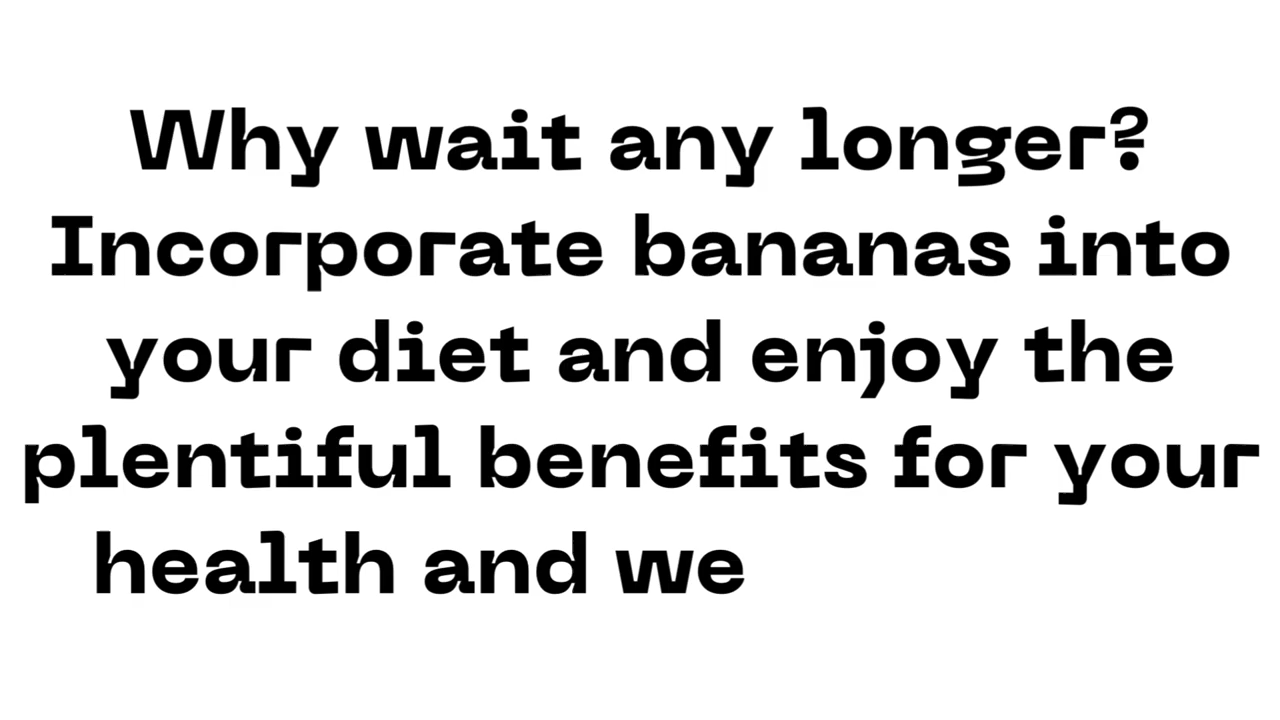 Why wait any longer?
Incorporate bananas into
your diet and enjoy the
plentiful benefits for your
health and we